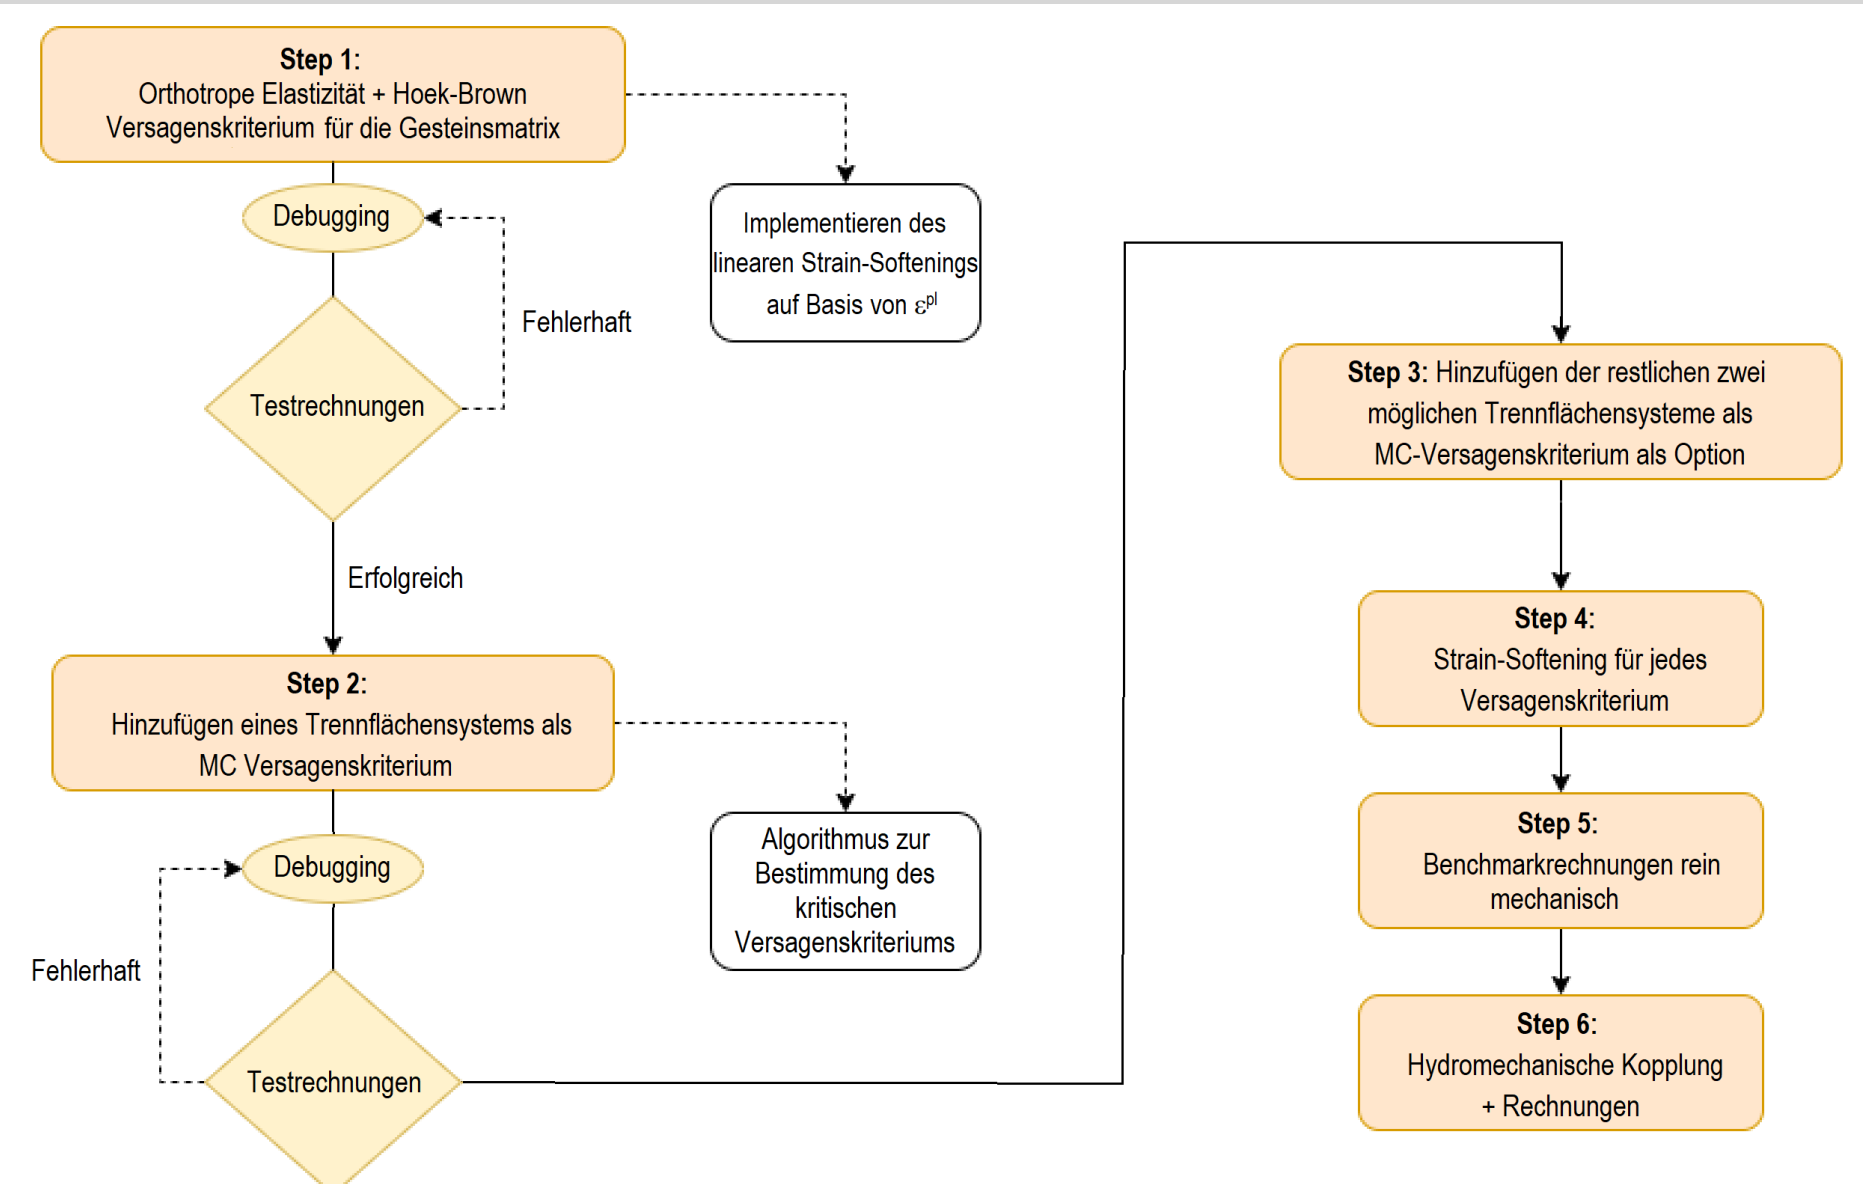 Step 1:
Orthotrope Elastizität + Hoek-Brown
Versagenskriterium für die Gesteinsmatrix
Debugging
Implementieren des
linearen Strain-Softenings
auf Basis von εᵖˡ
Fehlerhaft
Testrechnungen
Erfolgreich
Step 2:
Hinzufügen eines Trennflächensystems als
MC Versagenskriterium
Debugging
Algorithmus zur
Bestimmung des
kritischen
Versagenskriteriums
Fehlerhaft
Testrechnungen
Step 3: Hinzufügen der restlichen zwei
möglichen Trennflächensysteme als
MC-Versagenskriterium als Option
Step 4:
Strain-Softening für jedes
Versagenskriterium
Step 5:
Benchmarkrechnungen rein
mechanisch
Step 6:
Hydromechanische Kopplung
+ Rechnungen